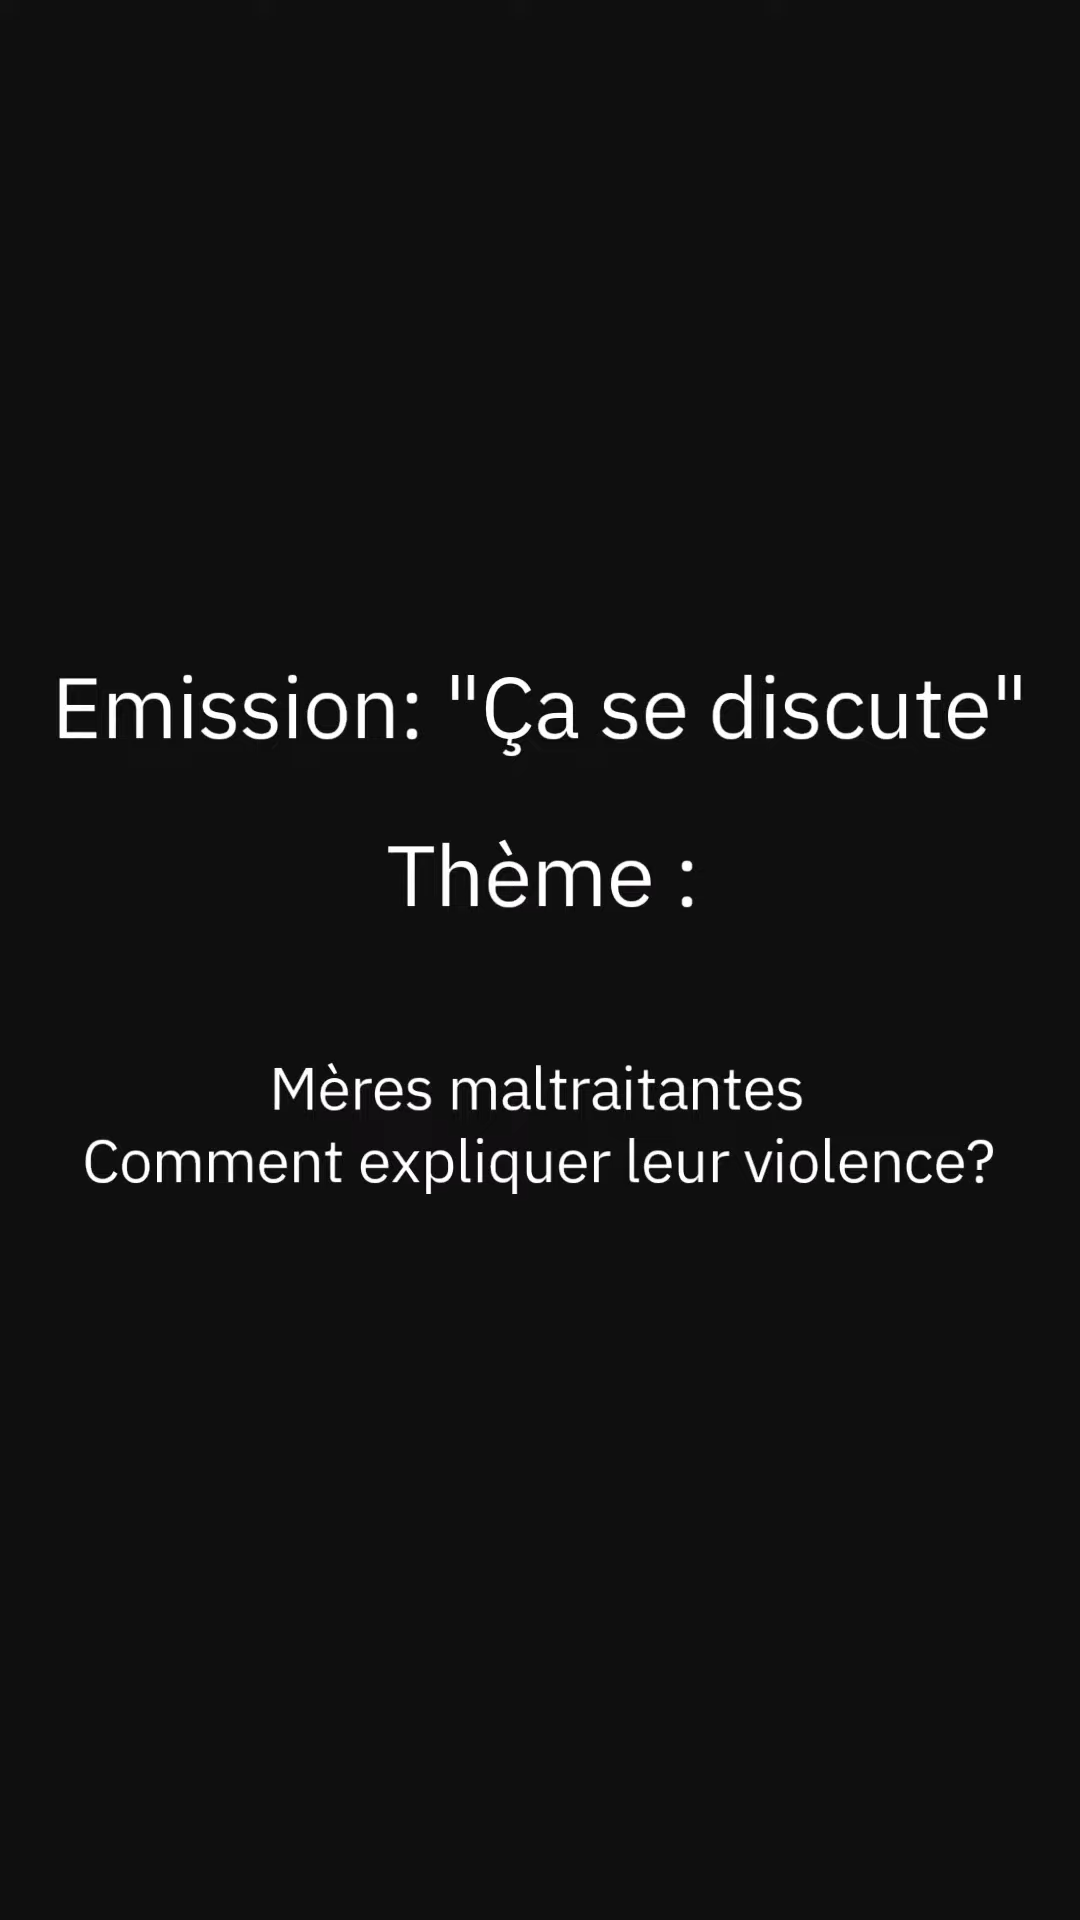 Emission: "Ça se discute"
Thème :
Mères maltraitantes
Comment expliquer leur violence?